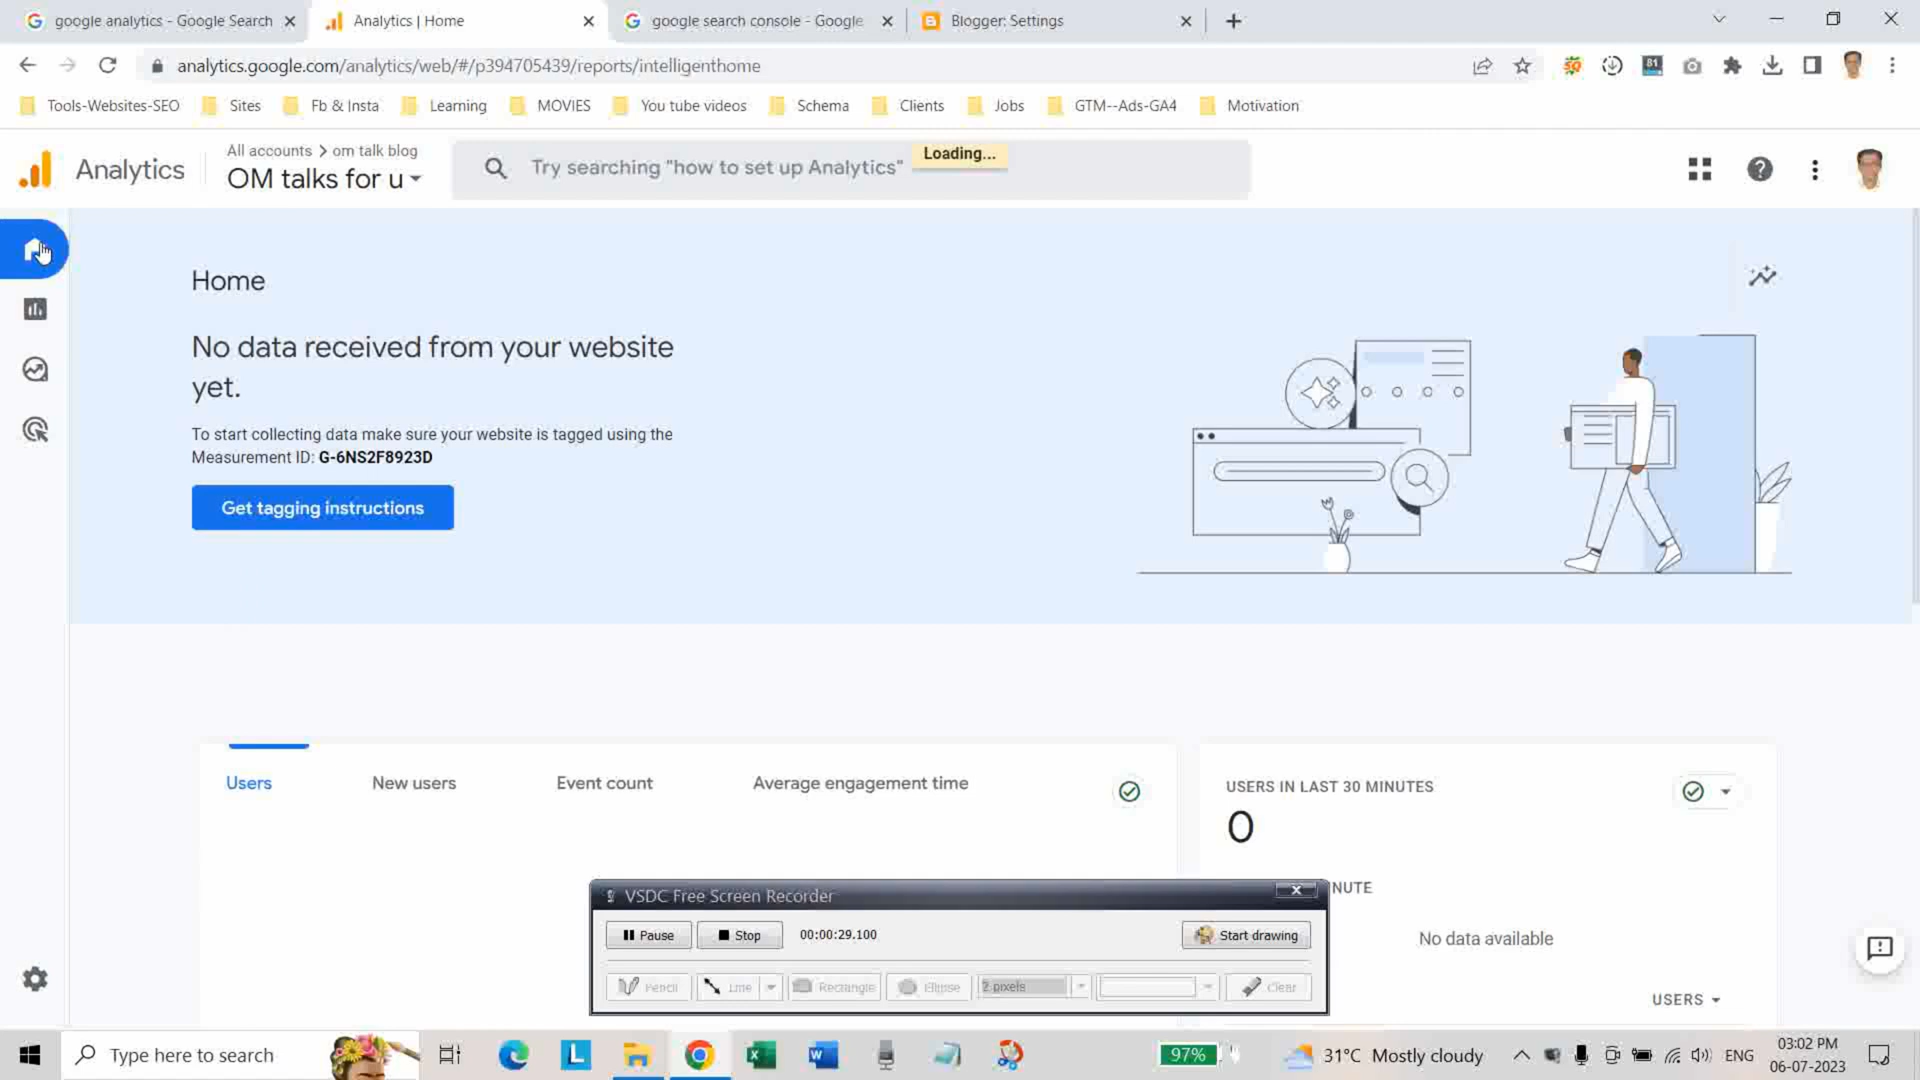 google analytics - Google Search
Analytics | Home
google search console - Google
Blogger: Settings
analytics.google.com/analytics/web/#/p394705439/reports/intelligenthome
81
Tools-Websites-SEO
Sites
Fb & Insta
Learning
MOVIES
You tube videos
Schema
Clients
Jobs
GTM--Ads-GA4
Motivation
Analytics
All accounts > om talk blog
OM talks for u
Try searching "how to set up Analytics"
Loading...
Home
No data received from your website
yet.
To start collecting data make sure your website is tagged using the
Measurement ID: G-6NS2F8923D
Get tagging instructions
Users
New users
Event count
Average engagement time
USERS IN LAST 30 MINUTES
0
NUTE
No data available
USERS
VSDC Free Screen Recorder
Pause
Stop
00:00:29.100
Start drawing
Pencil
Line
Rectangle
Ellipse
2 pixels
Clear
Type here to search
97%
31°C Mostly cloudy
ENG
03:02 PM
06-07-2023